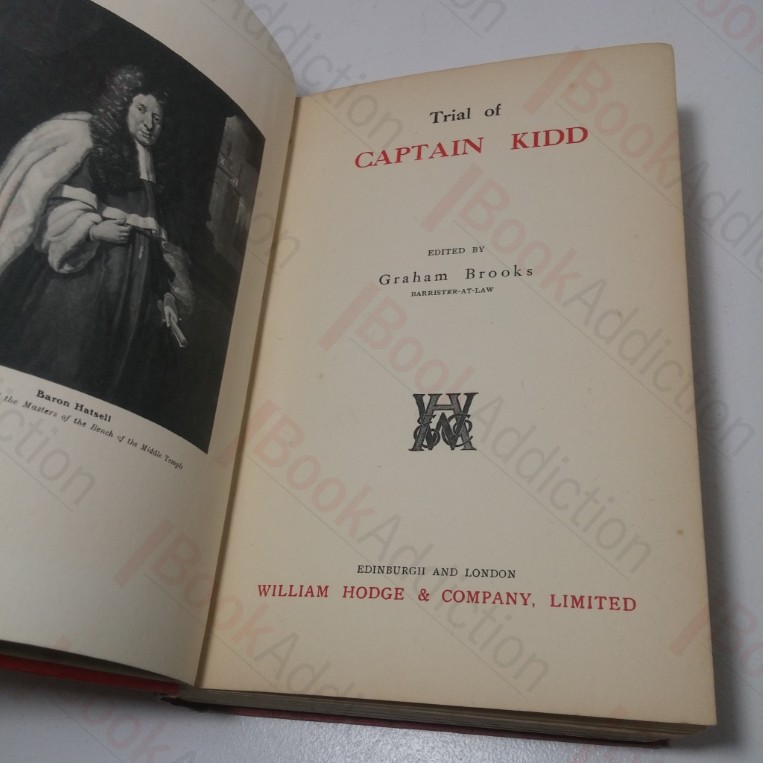 Baron Hatsell
the Masters of the Bench of the Middle Temple
Trial of
CAPTAIN KIDD
EDITED BY
Graham Brooks
BARRISTER-AT-LAW
EDINBURGH AND LONDON
WILLIAM HODGE & COMPANY, LIMITED
BookAddiction